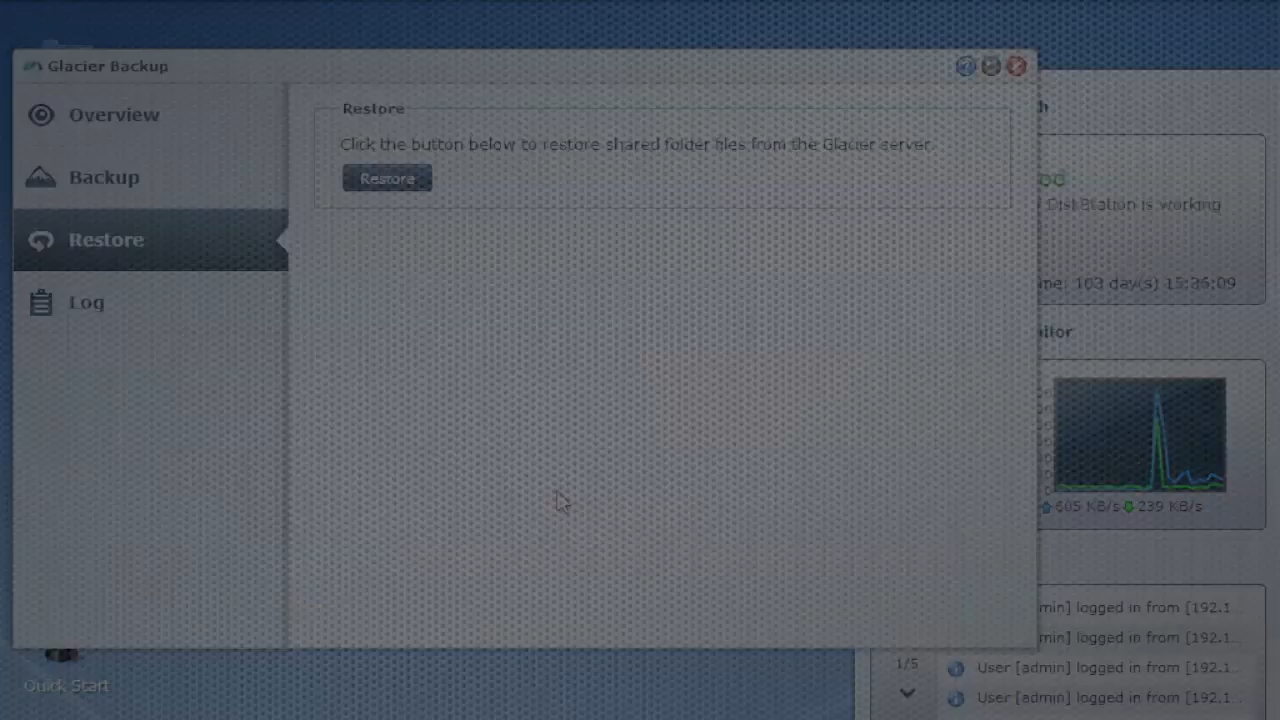 Glacier Backup
Overview
Backup
Restore
Log
Restore
Click the button below to restore shared folder files from the Glacier server.
Restore
DiskStation is working
103 day(s) 15:36:09
605 KB/s 239 KB/s
logged in from [192.1...
logged in from [192.1...
1/5
User [admin] logged in from [192.1...
User [admin] logged in from [192.1...
Quick Start